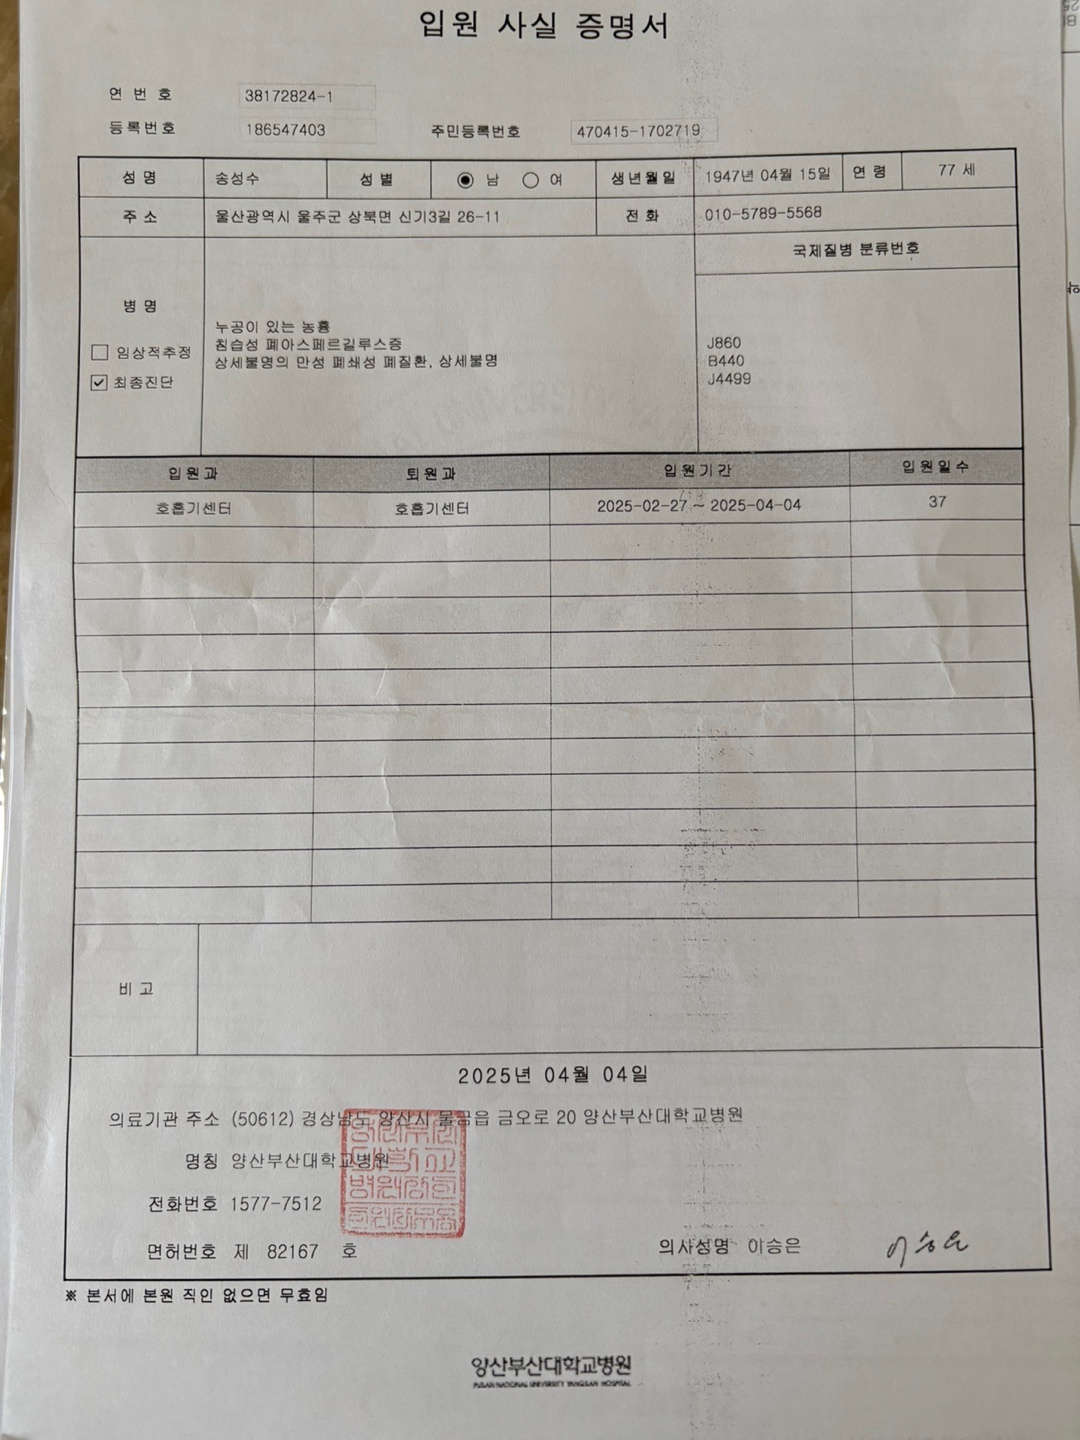 입원 사실 증명서
연 번 호 38172824-1
등록번호 186547403 주민등록번호 470415-1702719
성 명 송성수 성 별 남 여 생년월일 1947년 04월 15일 연 령 77 세
주 소 울산광역시 울주군 상북면 신기3길 26-11 전 화 010-5789-5568
국제질병 분류번호
병 명
임상적추정
최종진단
누공이 있는 농흉
침습성 폐아스페르길루스증
상세불명의 만성 폐쇄성 폐질환, 상세불명
J860
B440
J4499
입원과 퇴원과 입원기간 입원일수
호흡기센터 호흡기센터 2025-02-27 ~ 2025-04-04 37
비 고
2025년 04월 04일
의료기관 주소 (50612) 경상남도 양산시 물금읍 금오로 20 양산부산대학교병원
명칭 양산부산대학교병원
전화번호 1577-7512
면허번호 제 82167 호 의사성명 이승은 이승은
※ 본서에 본원 직인 없으면 무효임
양산부산대학교병원
PUSAN NATIONAL UNIVERSITY YANGSAN HOSPITAL